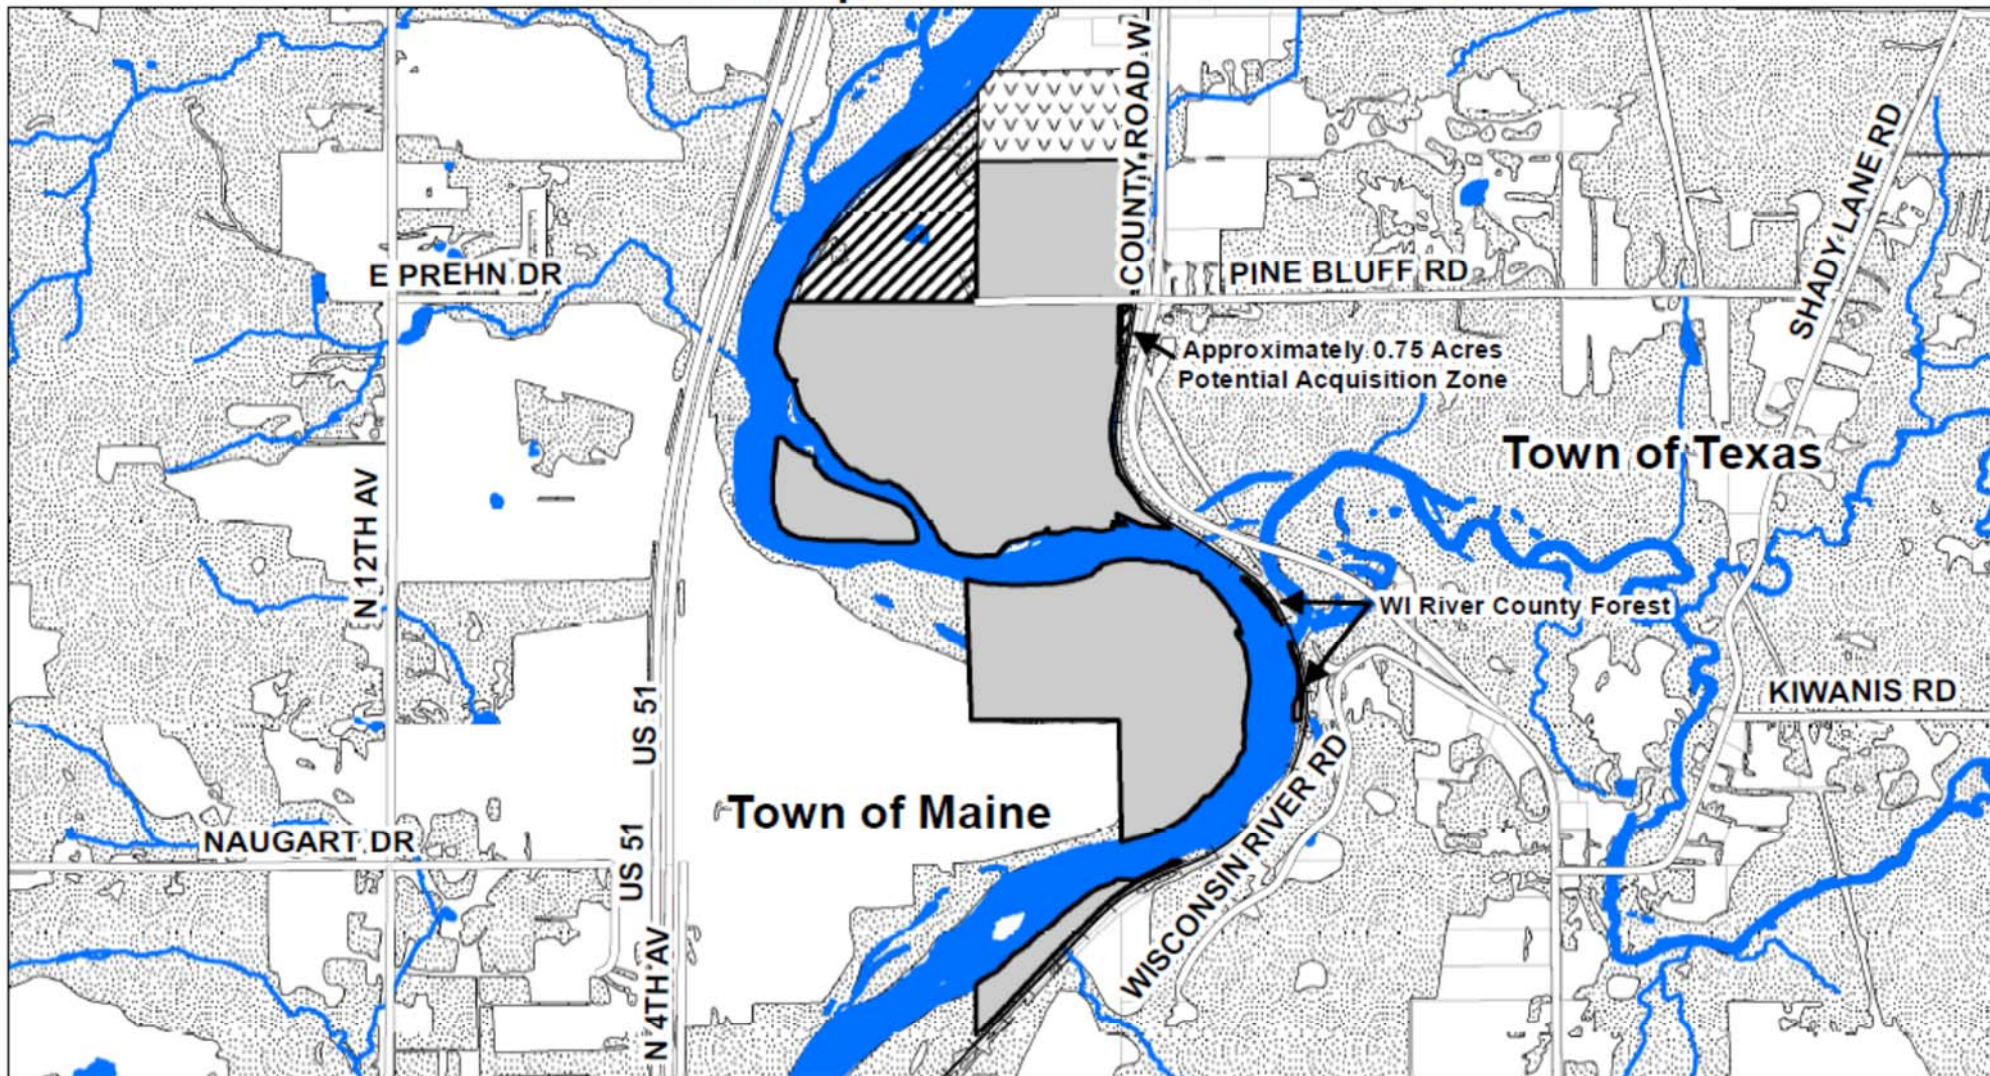 COUNTY ROAD W
SHADY LANE RD
E PREHN DR
PINE BLUFF RD
Approximately 0.75 Acres
Potential Acquisition Zone
Town of Texas
N 12TH AV
WI River County Forest
KIWANIS RD
US 51
Town of Maine
WISCONSIN RIVER RD
NAUGART DR
US 51
N 4TH AV